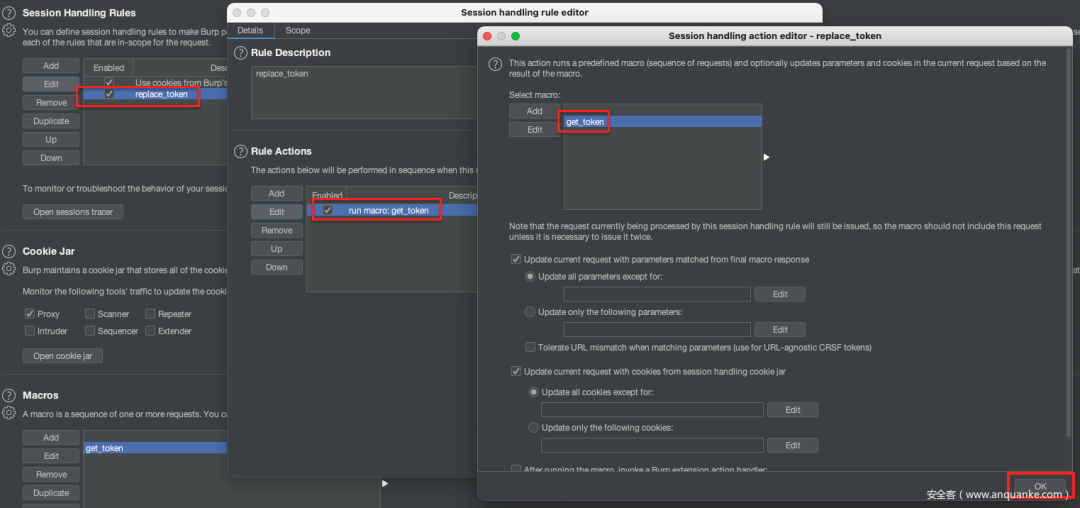 Session Handling Rules
You can define session handling rules to make Burp pe
each of the rules that are in-scope for the request.
Add
Edit
Remove
Duplicate
Up
Down
Enabled
Use cookies from Burp's
replace_token
To monitor or troubleshoot the behavior of your sessi
Open sessions tracer
Cookie Jar
Burp maintains a cookie jar that stores all of the cookie
Monitor the following tools' traffic to update the cooki
Proxy
Scanner
Repeater
Intruder
Sequencer
Extender
Open cookie jar
Macros
A macro is a sequence of one or more requests. You ca
Add
Edit
Remove
Duplicate
get_token
Session handling rule editor
Details
Scope
Rule Description
replace_token
Rule Actions
The actions below will be performed in sequence when this
Add
Edit
Remove
Up
Down
Enabled
Descrip
run macro: get_token
Session handling action editor - replace_token
This action runs a predefined macro (sequence of requests) and optionally updates parameters and cookies in the current request based on the
result of the macro.
Select macro:
Add
Edit
get_token
Note that the request currently being processed by this session handling rule will still be issued, so the macro should not include this request
unless it is necessary to issue it twice.
Update current request with parameters matched from final macro response
Update all parameters except for:
Edit
Update only the following parameters:
Edit
Tolerate URL mismatch when matching parameters (use for URL-agnostic CRSF tokens)
Update current request with cookies from session handling cookie jar
Update all cookies except for:
Edit
Update only the following cookies:
Edit
After running the macro, invoke a Burp extension action handler:
OK
安全客（www.anquanke.com）